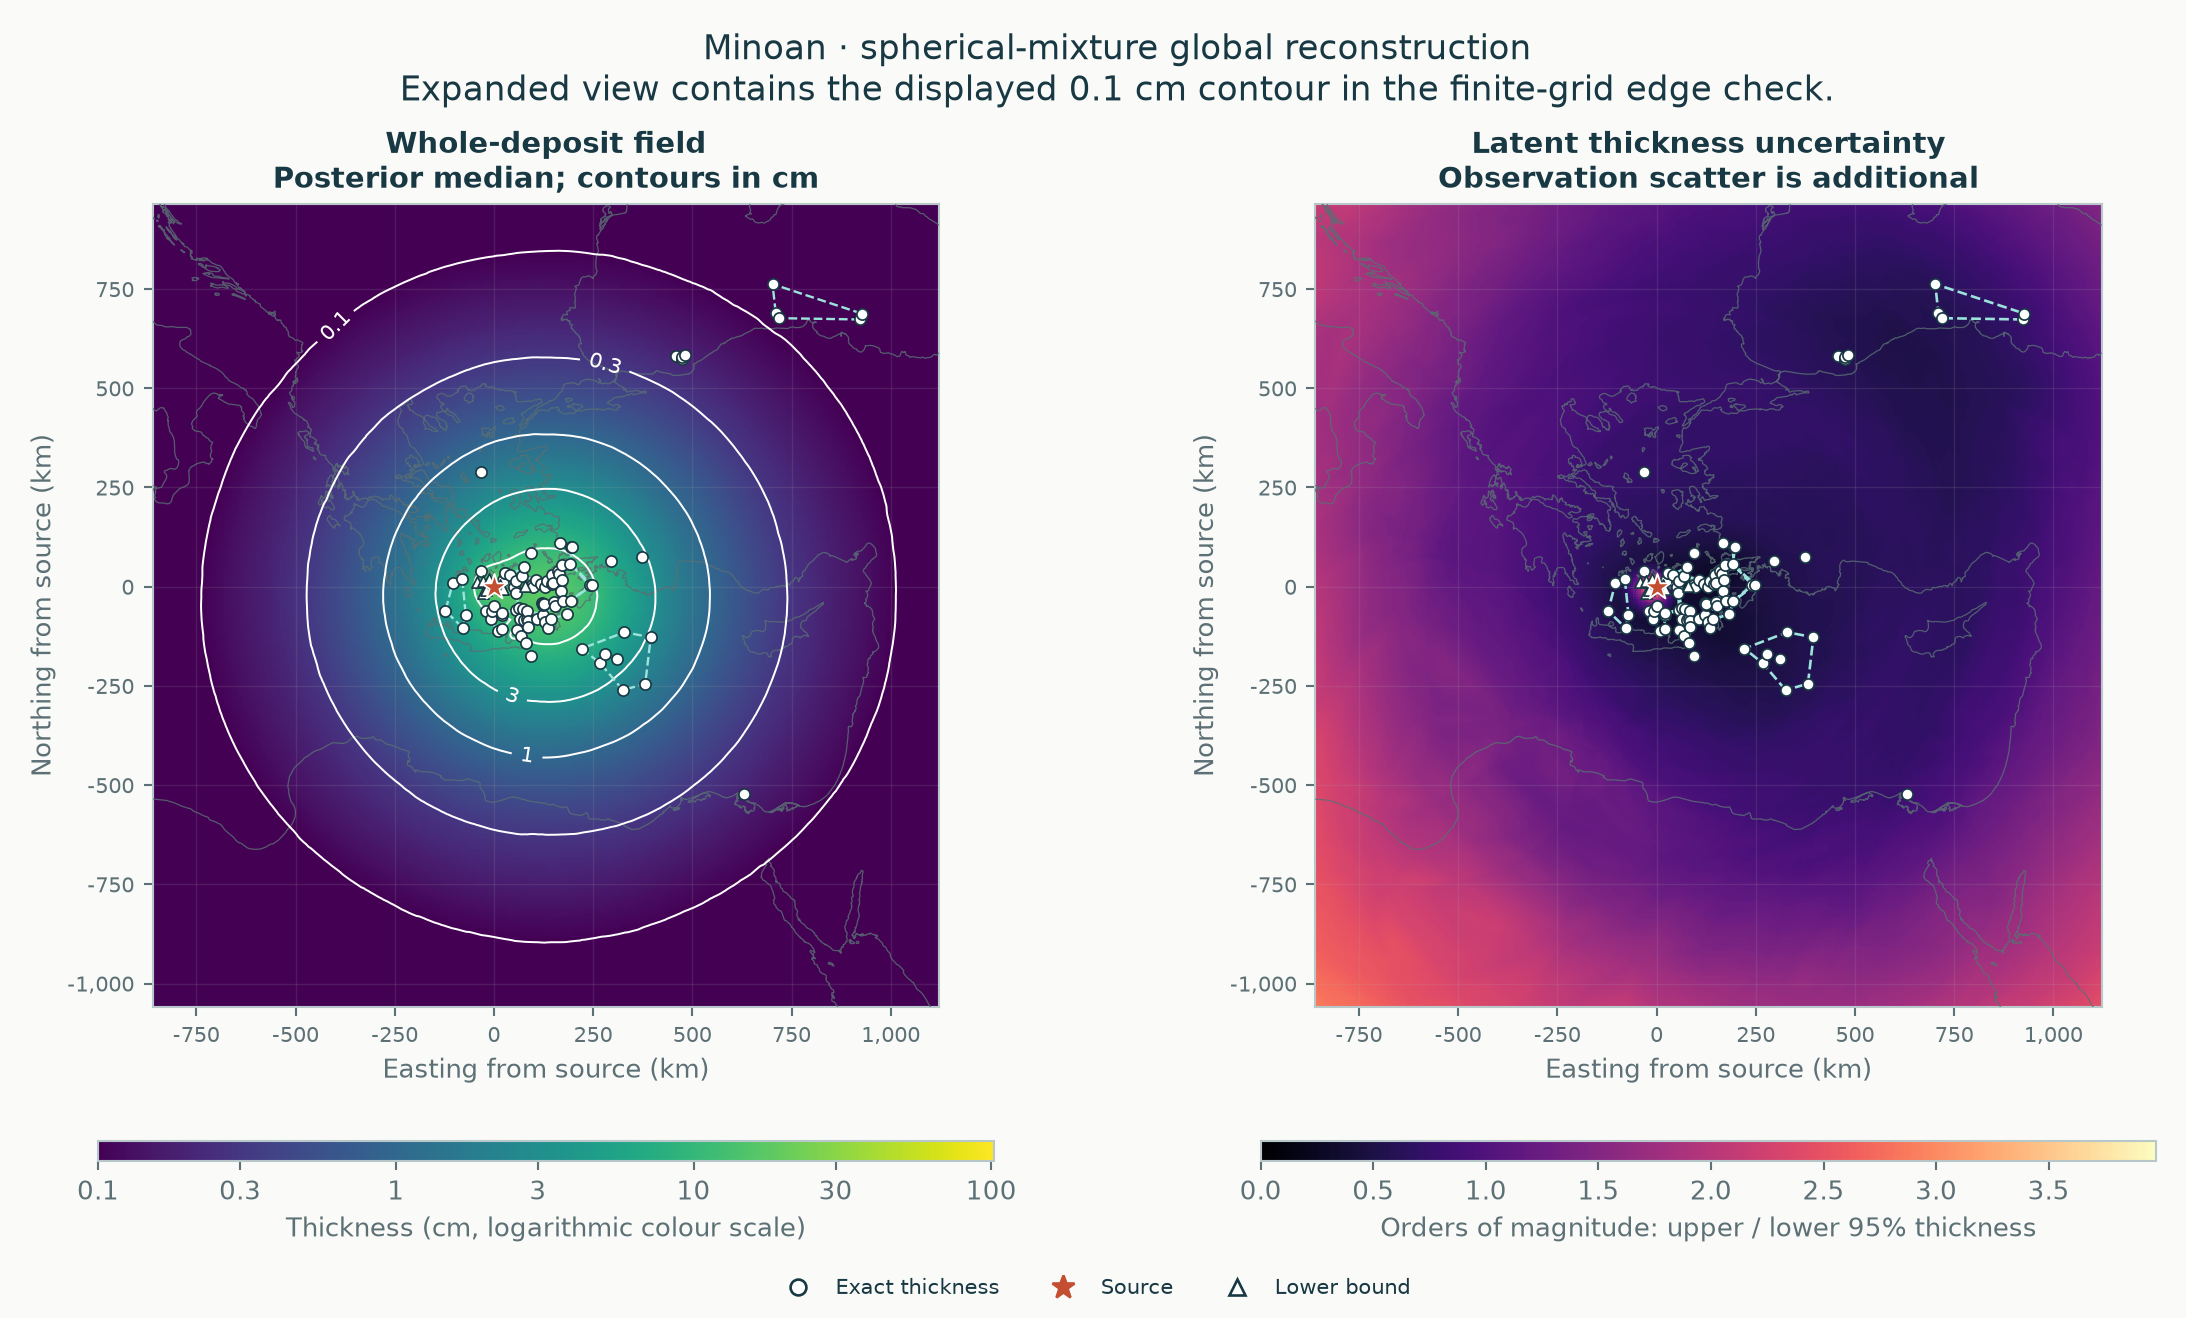 Minoan · spherical-mixture global reconstruction
Expanded view contains the displayed 0.1 cm contour in the finite-grid edge check.
Whole-deposit field
Posterior median; contours in cm
Northing from source (km)
750
500
250
0
-250
-500
-750
-1,000
0.1
0.3
3
1
-750 -500 -250 0 250 500 750 1,000
Easting from source (km)
0.1 0.3 1 3 10 30 100
Thickness (cm, logarithmic colour scale)
Latent thickness uncertainty
Observation scatter is additional
Northing from source (km)
750
500
250
0
-250
-500
-750
-1,000
-750 -500 -250 0 250 500 750 1,000
Easting from source (km)
0.0 0.5 1.0 1.5 2.0 2.5 3.0 3.5
Orders of magnitude: upper / lower 95% thickness
Exact thickness Source Lower bound